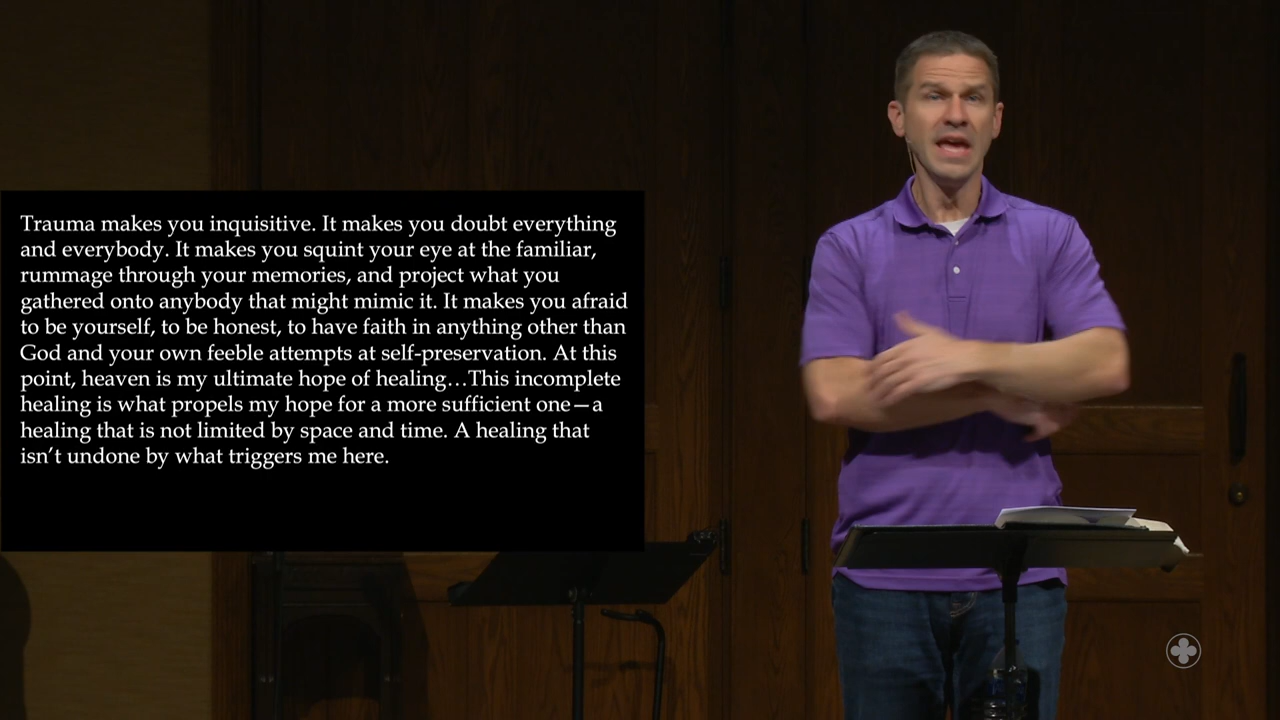 Trauma makes you inquisitive. It makes you doubt everything
and everybody. It makes you squint your eye at the familiar,
rummage through your memories, and project what you
gathered onto anybody that might mimic it. It makes you afraid
to be yourself, to be honest, to have faith in anything other than
God and your own feeble attempts at self-preservation. At this
point, heaven is my ultimate hope of healing…This incomplete
healing is what propels my hope for a more sufficient one—a
healing that is not limited by space and time. A healing that
isn’t undone by what triggers me here.